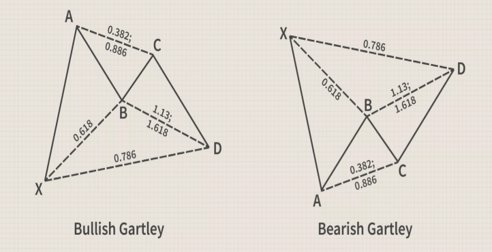 A
0.382;
0.886
C
B
1.13;
1.618
0.618
0.786
D
X
Bullish Gartley
X
0.786
D
0.618
1.13;
1.618
B
0.382;
0.886
C
A
Bearish Gartley